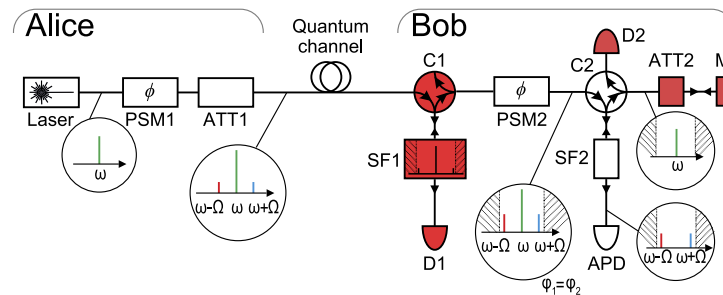 Alice
Bob
Quantum
channel
D2
C1
C2
ATT2
M
ϕ
ϕ
Laser
PSM1
ATT1
PSM2
SF1
SF2
ω
ω
ω-Ω ω ω+Ω
ω-Ω ω ω+Ω
ω-Ω ω+Ω
D1
APD
φ₁=φ₂